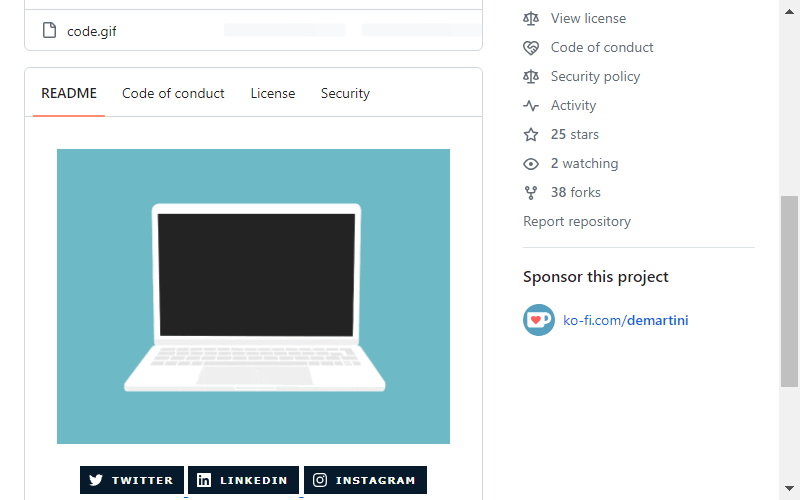 code.gif
README
Code of conduct
License
Security
TWITTER
LINKEDIN
INSTAGRAM
View license
Code of conduct
Security policy
Activity
25 stars
2 watching
38 forks
Report repository
Sponsor this project
ko-fi.com/demartini